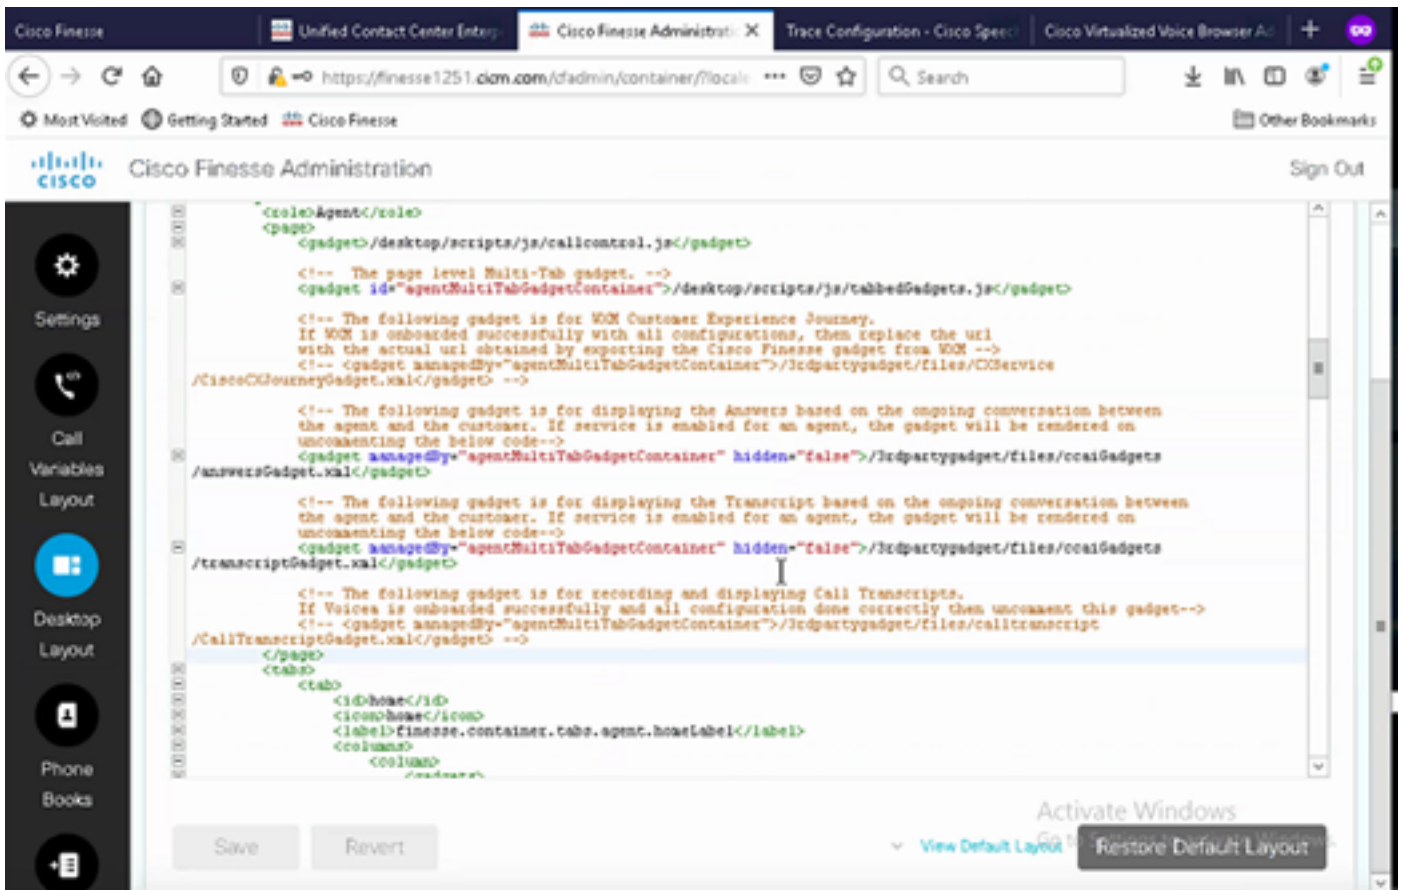 Cisco Finesse
Unified Contact Center Enterp
Cisco Finesse Administrati
Trace Configuration - Cisco Speec
Cisco Virtualized Voice Browser Ad
https://finesse1251.cicm.com/cfadmin/container/?locale
Search
Most Visited
Getting Started
Cisco Finesse
Other Bookmarks
CISCO
Cisco Finesse Administration
Sign Out
Settings
Call
Variables
Layout
Desktop
Layout
Phone
Books
<role>Agent</role>
<page>
<gadget>/desktop/scripts/js/callcontrol.js</gadget>
<!-- The page level Multi-Tab gadget. -->
<gadget id="agentMultiTabGadgetContainer">/desktop/scripts/js/tabbedGadgets.js</gadget>
<!-- The following gadget is for WXM Customer Experience Journey.
If WXM is onboarded successfully with all configurations, then replace the url
with the actual url obtained by exporting the Cisco Finesse gadget from WXM -->
<!-- <gadget managedBy="agentMultiTabGadgetContainer">/3rdpartygadget/files/CXService
/CiscoCXJourneyGadget.xml</gadget> -->
<!-- The following gadget is for displaying the Answers based on the ongoing conversation between
the agent and the customer. If service is enabled for an agent, the gadget will be rendered on
uncommenting the below code-->
<gadget managedBy="agentMultiTabGadgetContainer" hidden="false">/3rdpartygadget/files/ccaiGadgets
/answersGadget.xml</gadget>
<!-- The following gadget is for displaying the Transcript based on the ongoing conversation between
the agent and the customer. If service is enabled for an agent, the gadget will be rendered on
uncommenting the below code-->
<gadget managedBy="agentMultiTabGadgetContainer" hidden="false">/3rdpartygadget/files/ccaiGadgets
/transcriptGadget.xml</gadget>
<!-- The following gadget is for recording and displaying Call Transcripts.
If Voicea is onboarded successfully and all configuration done correctly then uncomment this gadget-->
<!-- <gadget managedBy="agentMultiTabGadgetContainer">/3rdpartygadget/files/calltranscript
/CallTranscriptGadget.xml</gadget> -->
</page>
<tabs>
<tab>
<id>home</id>
<icon>home</icon>
<label>finesse.container.tabs.agent.homeLabel</label>
<columns>
<column>
<gadgets>
Save
Revert
View Default Layout
Restore Default Layout
Activate Windows
Go to Settings to activate Windows.